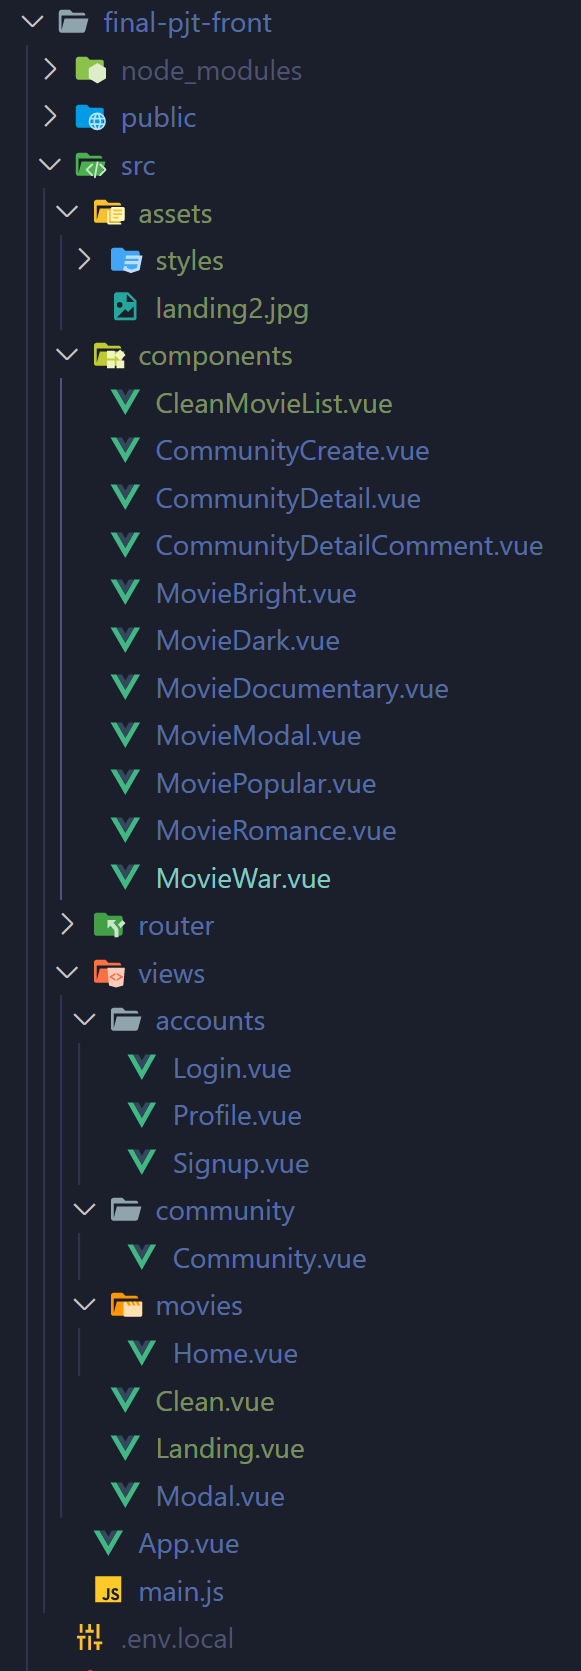 final-pjt-front
node_modules
public
src
assets
styles
landing2.jpg
components
CleanMovieList.vue
CommunityCreate.vue
CommunityDetail.vue
CommunityDetailComment.vue
MovieBright.vue
MovieDark.vue
MovieDocumentary.vue
MovieModal.vue
MoviePopular.vue
MovieRomance.vue
MovieWar.vue
router
views
accounts
Login.vue
Profile.vue
Signup.vue
community
Community.vue
movies
Home.vue
Clean.vue
Landing.vue
Modal.vue
App.vue
JS main.js
.env.local